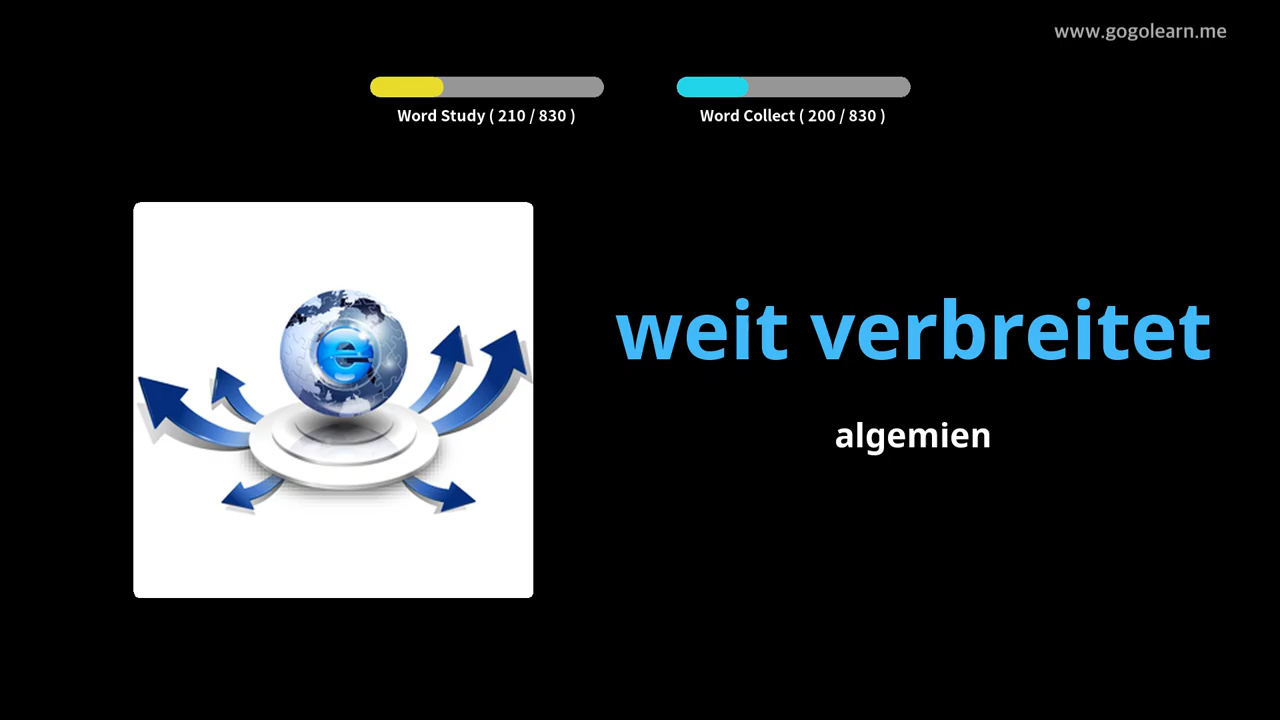 www.gogolearn.me
Word Study ( 210 / 830 )
Word Collect ( 200 / 830 )
e
weit verbreitet
algemien